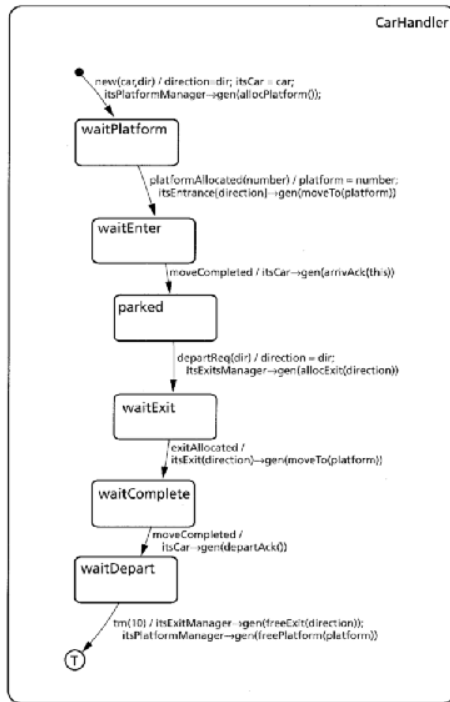 CarHandler
new(car,dir) / direction=dir; itsCar = car;
itsPlatformManager→gen(allocPlatform());
waitPlatform
platformAllocated(number) / platform = number;
itsEntrance[direction]→gen(moveTo(platform))
waitEnter
moveCompleted / itsCar→gen(arrivAck(this))
parked
departReq(dir) / direction = dir;
ItsExitsManager→gen(allocExit(direction))
waitExit
exitAllocated /
itsExit(direction)→gen(moveTo(platform))
waitComplete
moveCompleted /
itsCar→gen(departAck())
waitDepart
tm(10) / itsExitManager→gen(freeExit(direction));
itsPlatformManager→gen(freePlatform(platform))
T